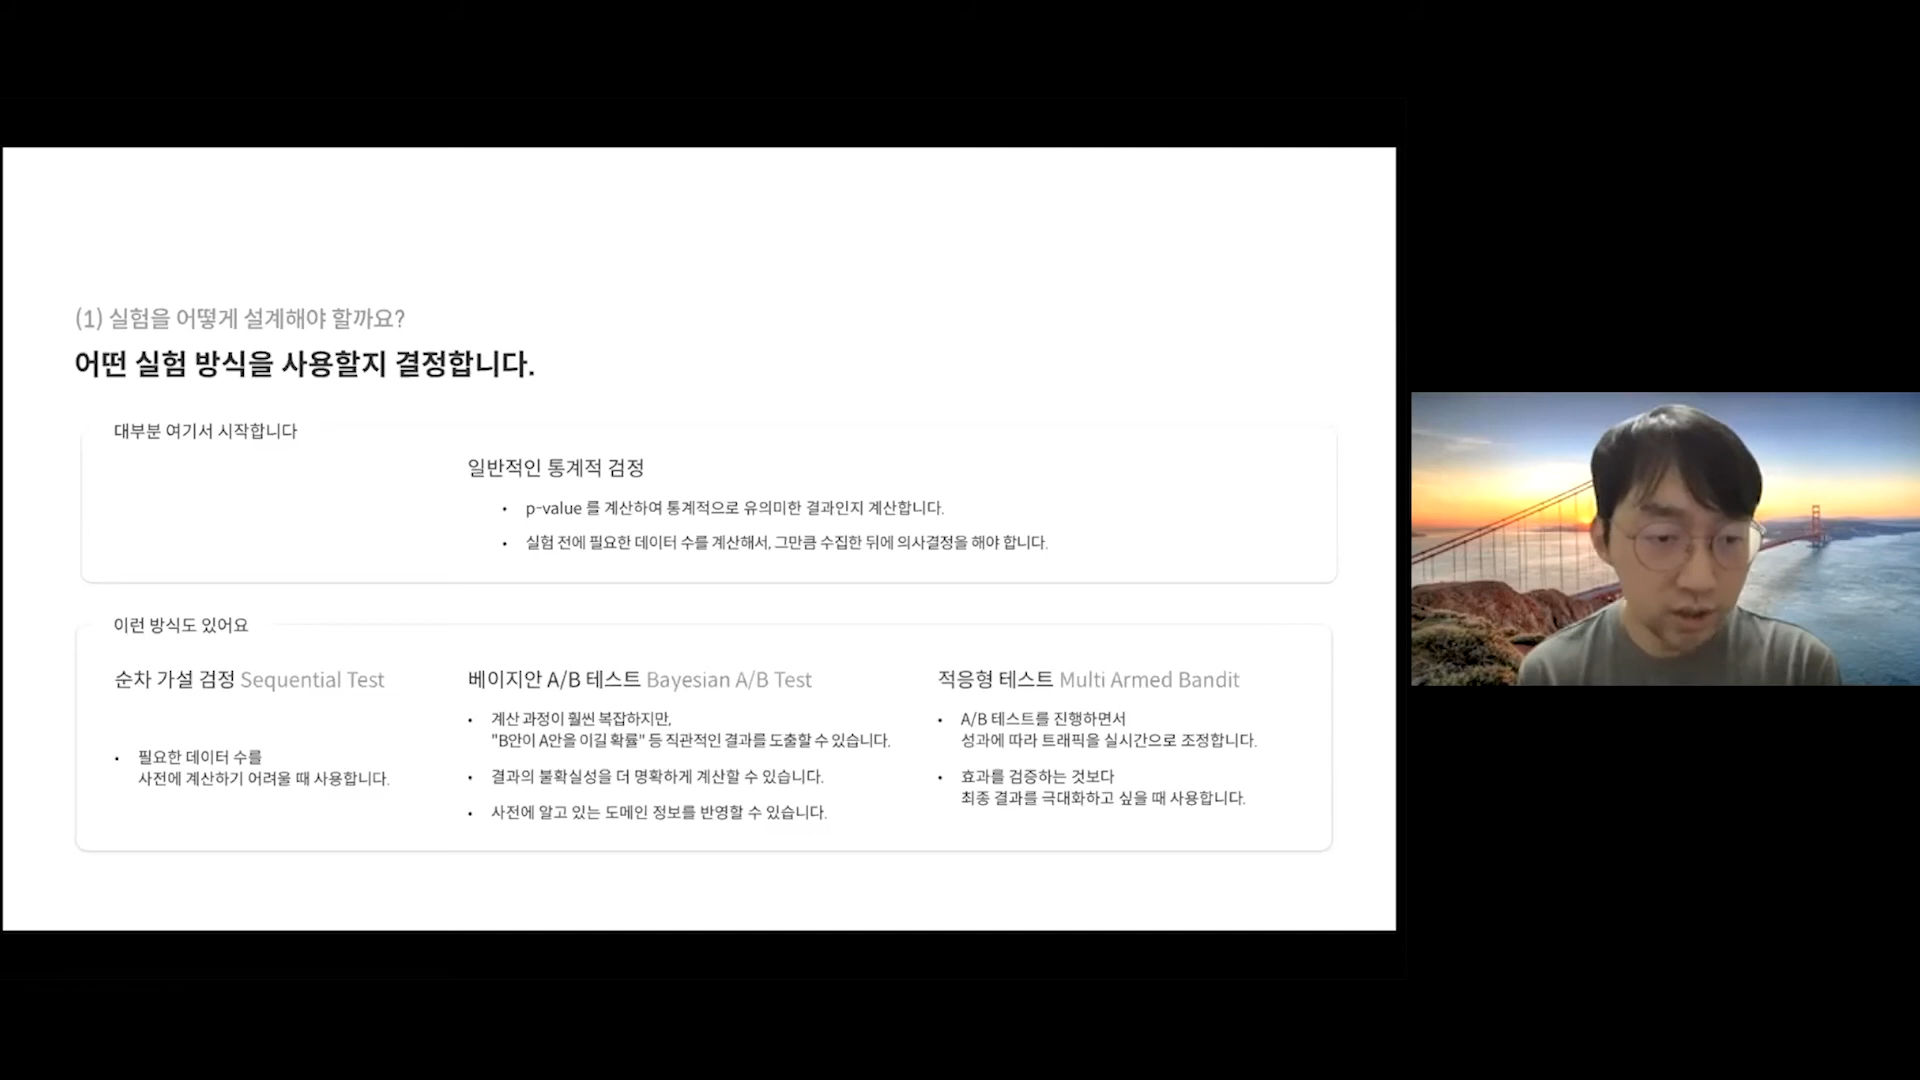 (1) 실험을 어떻게 설계해야 할까요?
어떤 실험 방식을 사용할지 결정합니다.
대부분 여기서 시작합니다
일반적인 통계적 검정
• p-value 를 계산하여 통계적으로 유의미한 결과인지 계산합니다.
• 실험 전에 필요한 데이터 수를 계산해서, 그만큼 수집한 뒤에 의사결정을 해야 합니다.
이런 방식도 있어요
순차 가설 검정 Sequential Test
• 필요한 데이터 수를
사전에 계산하기 어려울 때 사용합니다.
베이지안 A/B 테스트 Bayesian A/B Test
• 계산 과정이 훨씬 복잡하지만,
"B안이 A안을 이길 확률" 등 직관적인 결과를 도출할 수 있습니다.
• 결과의 불확실성을 더 명확하게 계산할 수 있습니다.
• 사전에 알고 있는 도메인 정보를 반영할 수 있습니다.
적응형 테스트 Multi Armed Bandit
• A/B 테스트를 진행하면서
성과에 따라 트래픽을 실시간으로 조정합니다.
• 효과를 검증하는 것보다
최종 결과를 극대화하고 싶을 때 사용합니다.